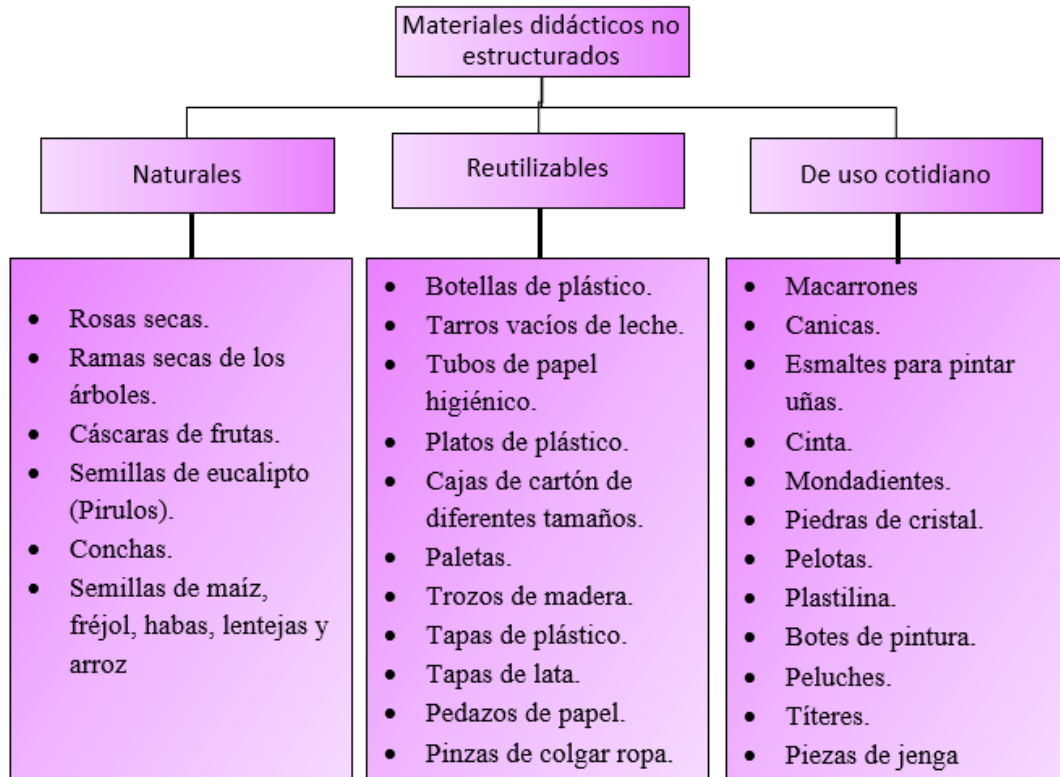 Materiales didácticos no
estructurados
Naturales
Reutilizables
De uso cotidiano
• Rosas secas.
• Ramas secas de los
árboles.
• Cáscaras de frutas.
• Semillas de eucalipto
(Pirulos).
• Conchas.
• Semillas de maíz,
fréjol, habas, lentejas y
arroz
• Botellas de plástico.
• Tarros vacíos de leche.
• Tubos de papel
higiénico.
• Platos de plástico.
• Cajas de cartón de
diferentes tamaños.
• Paletas.
• Trozos de madera.
• Tapas de plástico.
• Tapas de lata.
• Pedazos de papel.
• Pinzas de colgar ropa.
• Macarrones
• Canicas.
• Esmaltes para pintar
uñas.
• Cinta.
• Mondadientes.
• Piedras de cristal.
• Pelotas.
• Plastilina.
• Botes de pintura.
• Peluches.
• Títeres.
• Piezas de jenga